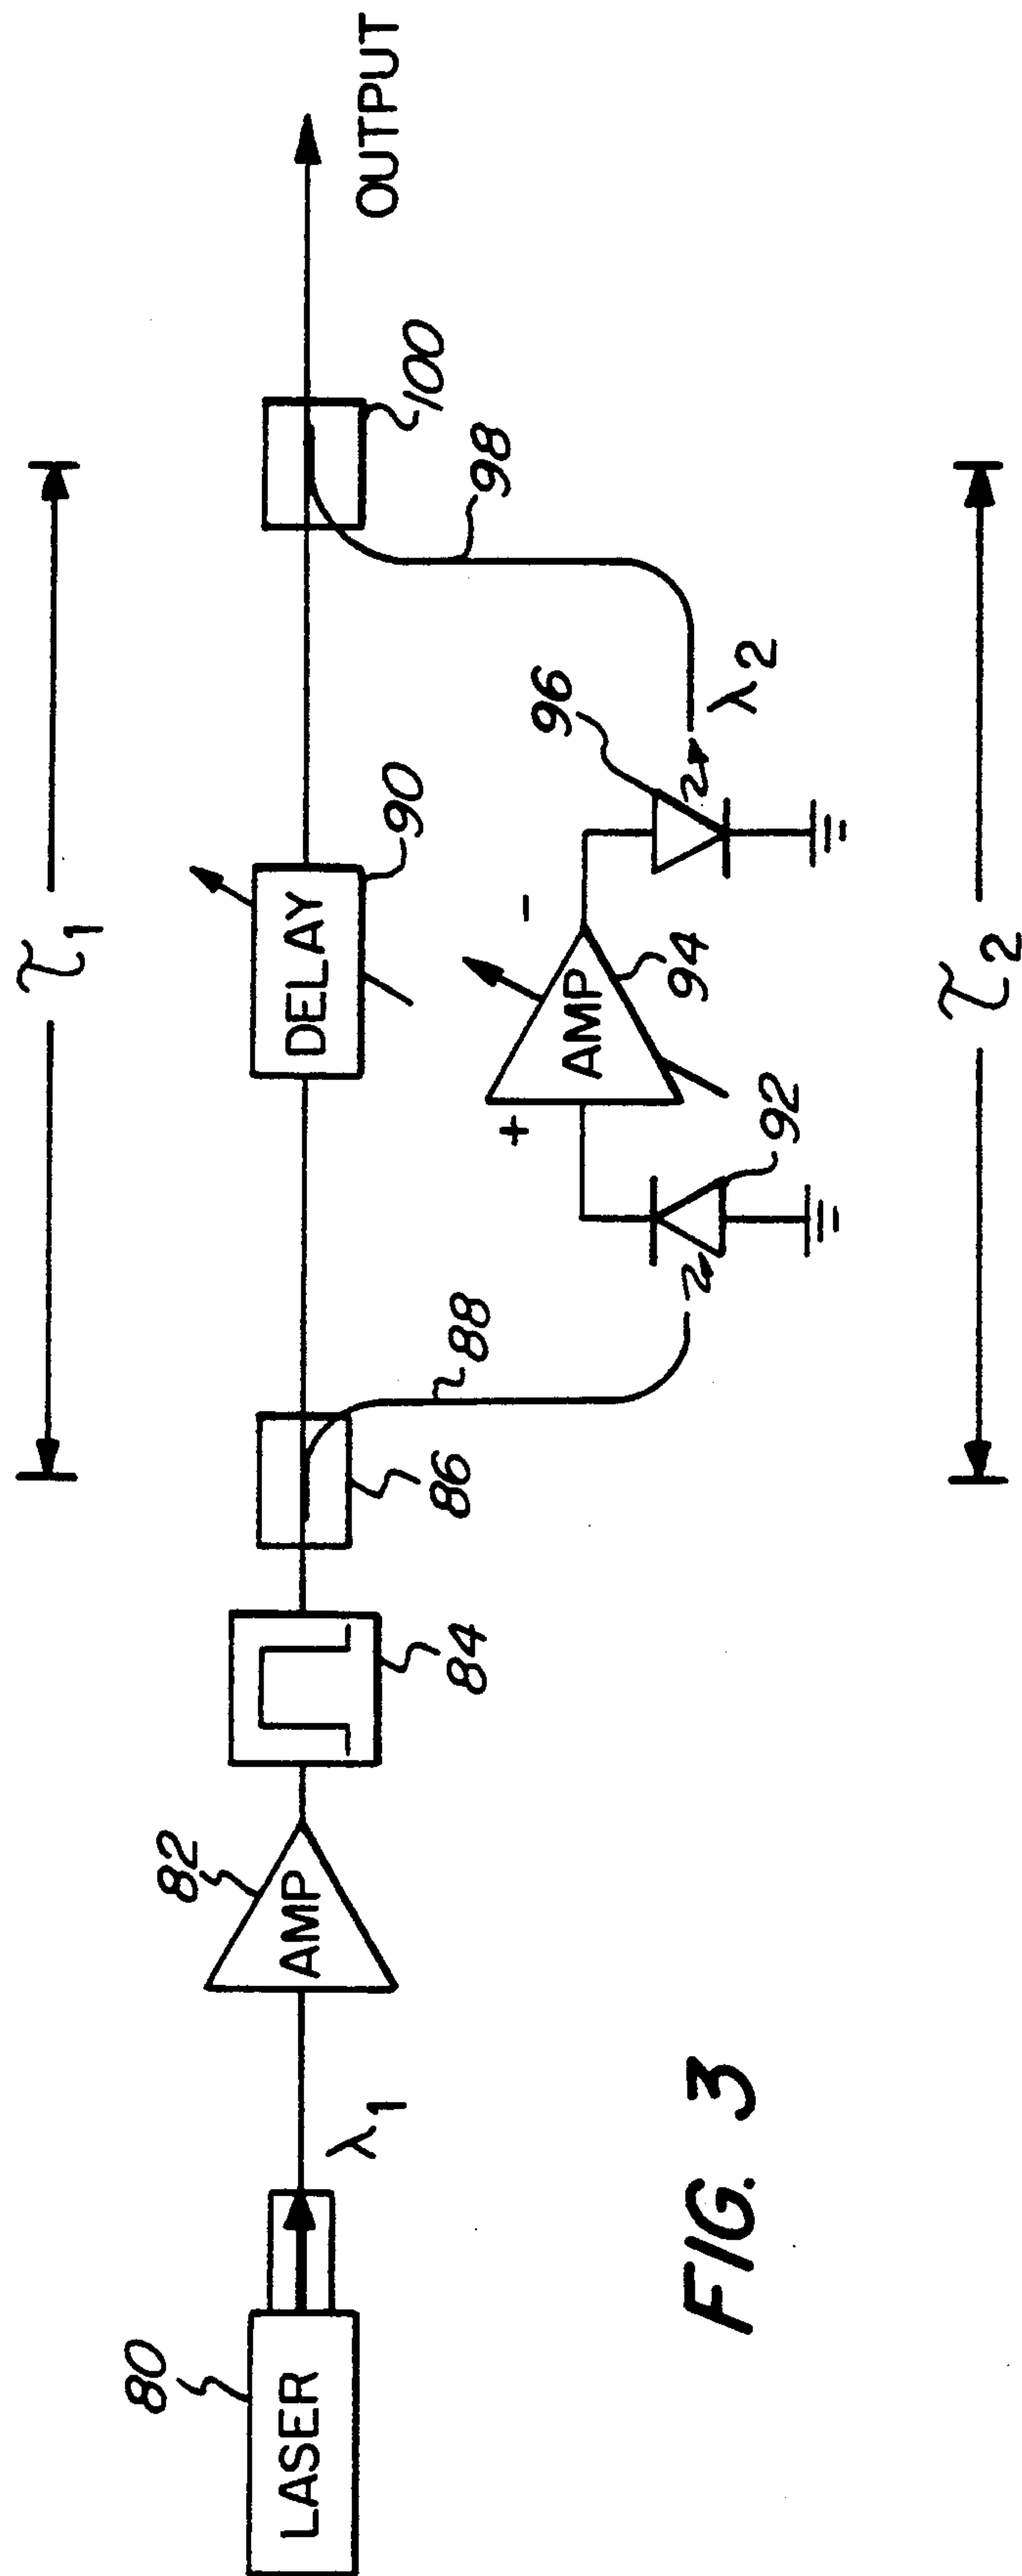 τ1
80
LASER
λ1
82
AMP
84
86
88
DELAY
90
92
+
AMP
-
94
96
λ2
98
100
OUTPUT
τ2
FIG. 3